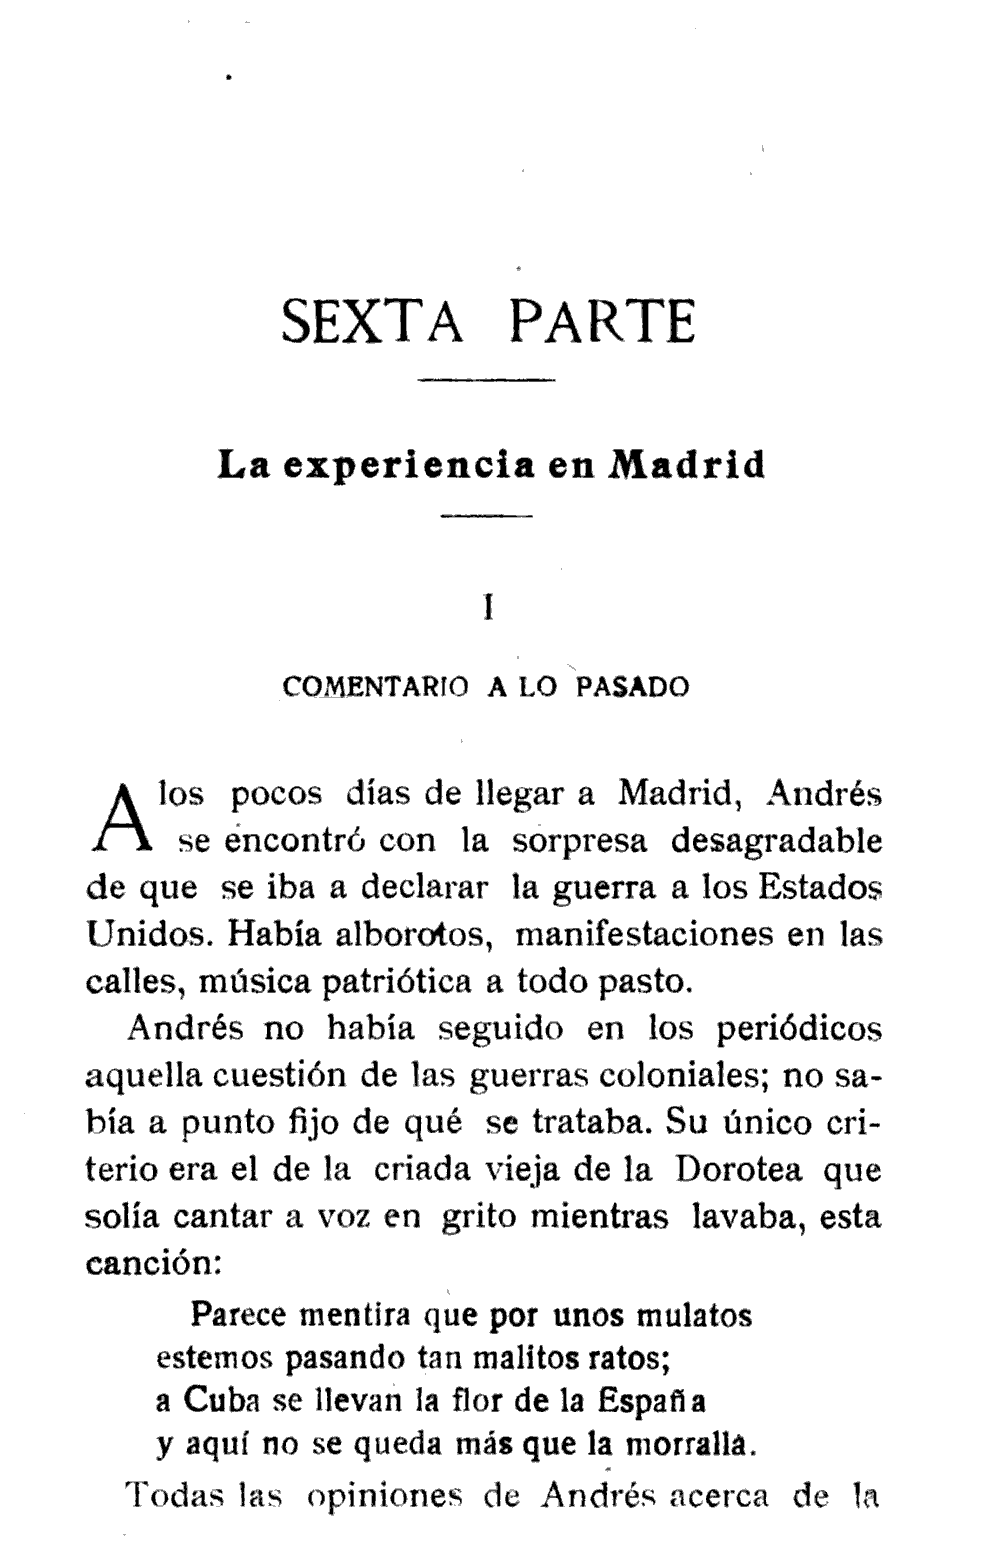 SEXTA PARTE
La experiencia en Madrid
I
COMENTARIO A LO PASADO
A los pocos días de llegar a Madrid, Andrés
se encontró con la sorpresa desagradable
de que se iba a declarar la guerra a los Estados
Unidos. Había alborotos, manifestaciones en las
calles, música patriótica a todo pasto.
Andrés no había seguido en los periódicos
aquella cuestión de las guerras coloniales; no sa-
bía a punto fijo de qué se trataba. Su único cri-
terio era el de la criada vieja de la Dorotea que
solía cantar a voz en grito mientras lavaba, esta
canción:
Parece mentira que por unos mulatos
estemos pasando tan malitos ratos;
a Cuba se llevan la flor de la España
y aquí no se queda más que la morralla.
Todas las opiniones de Andrés acerca de la